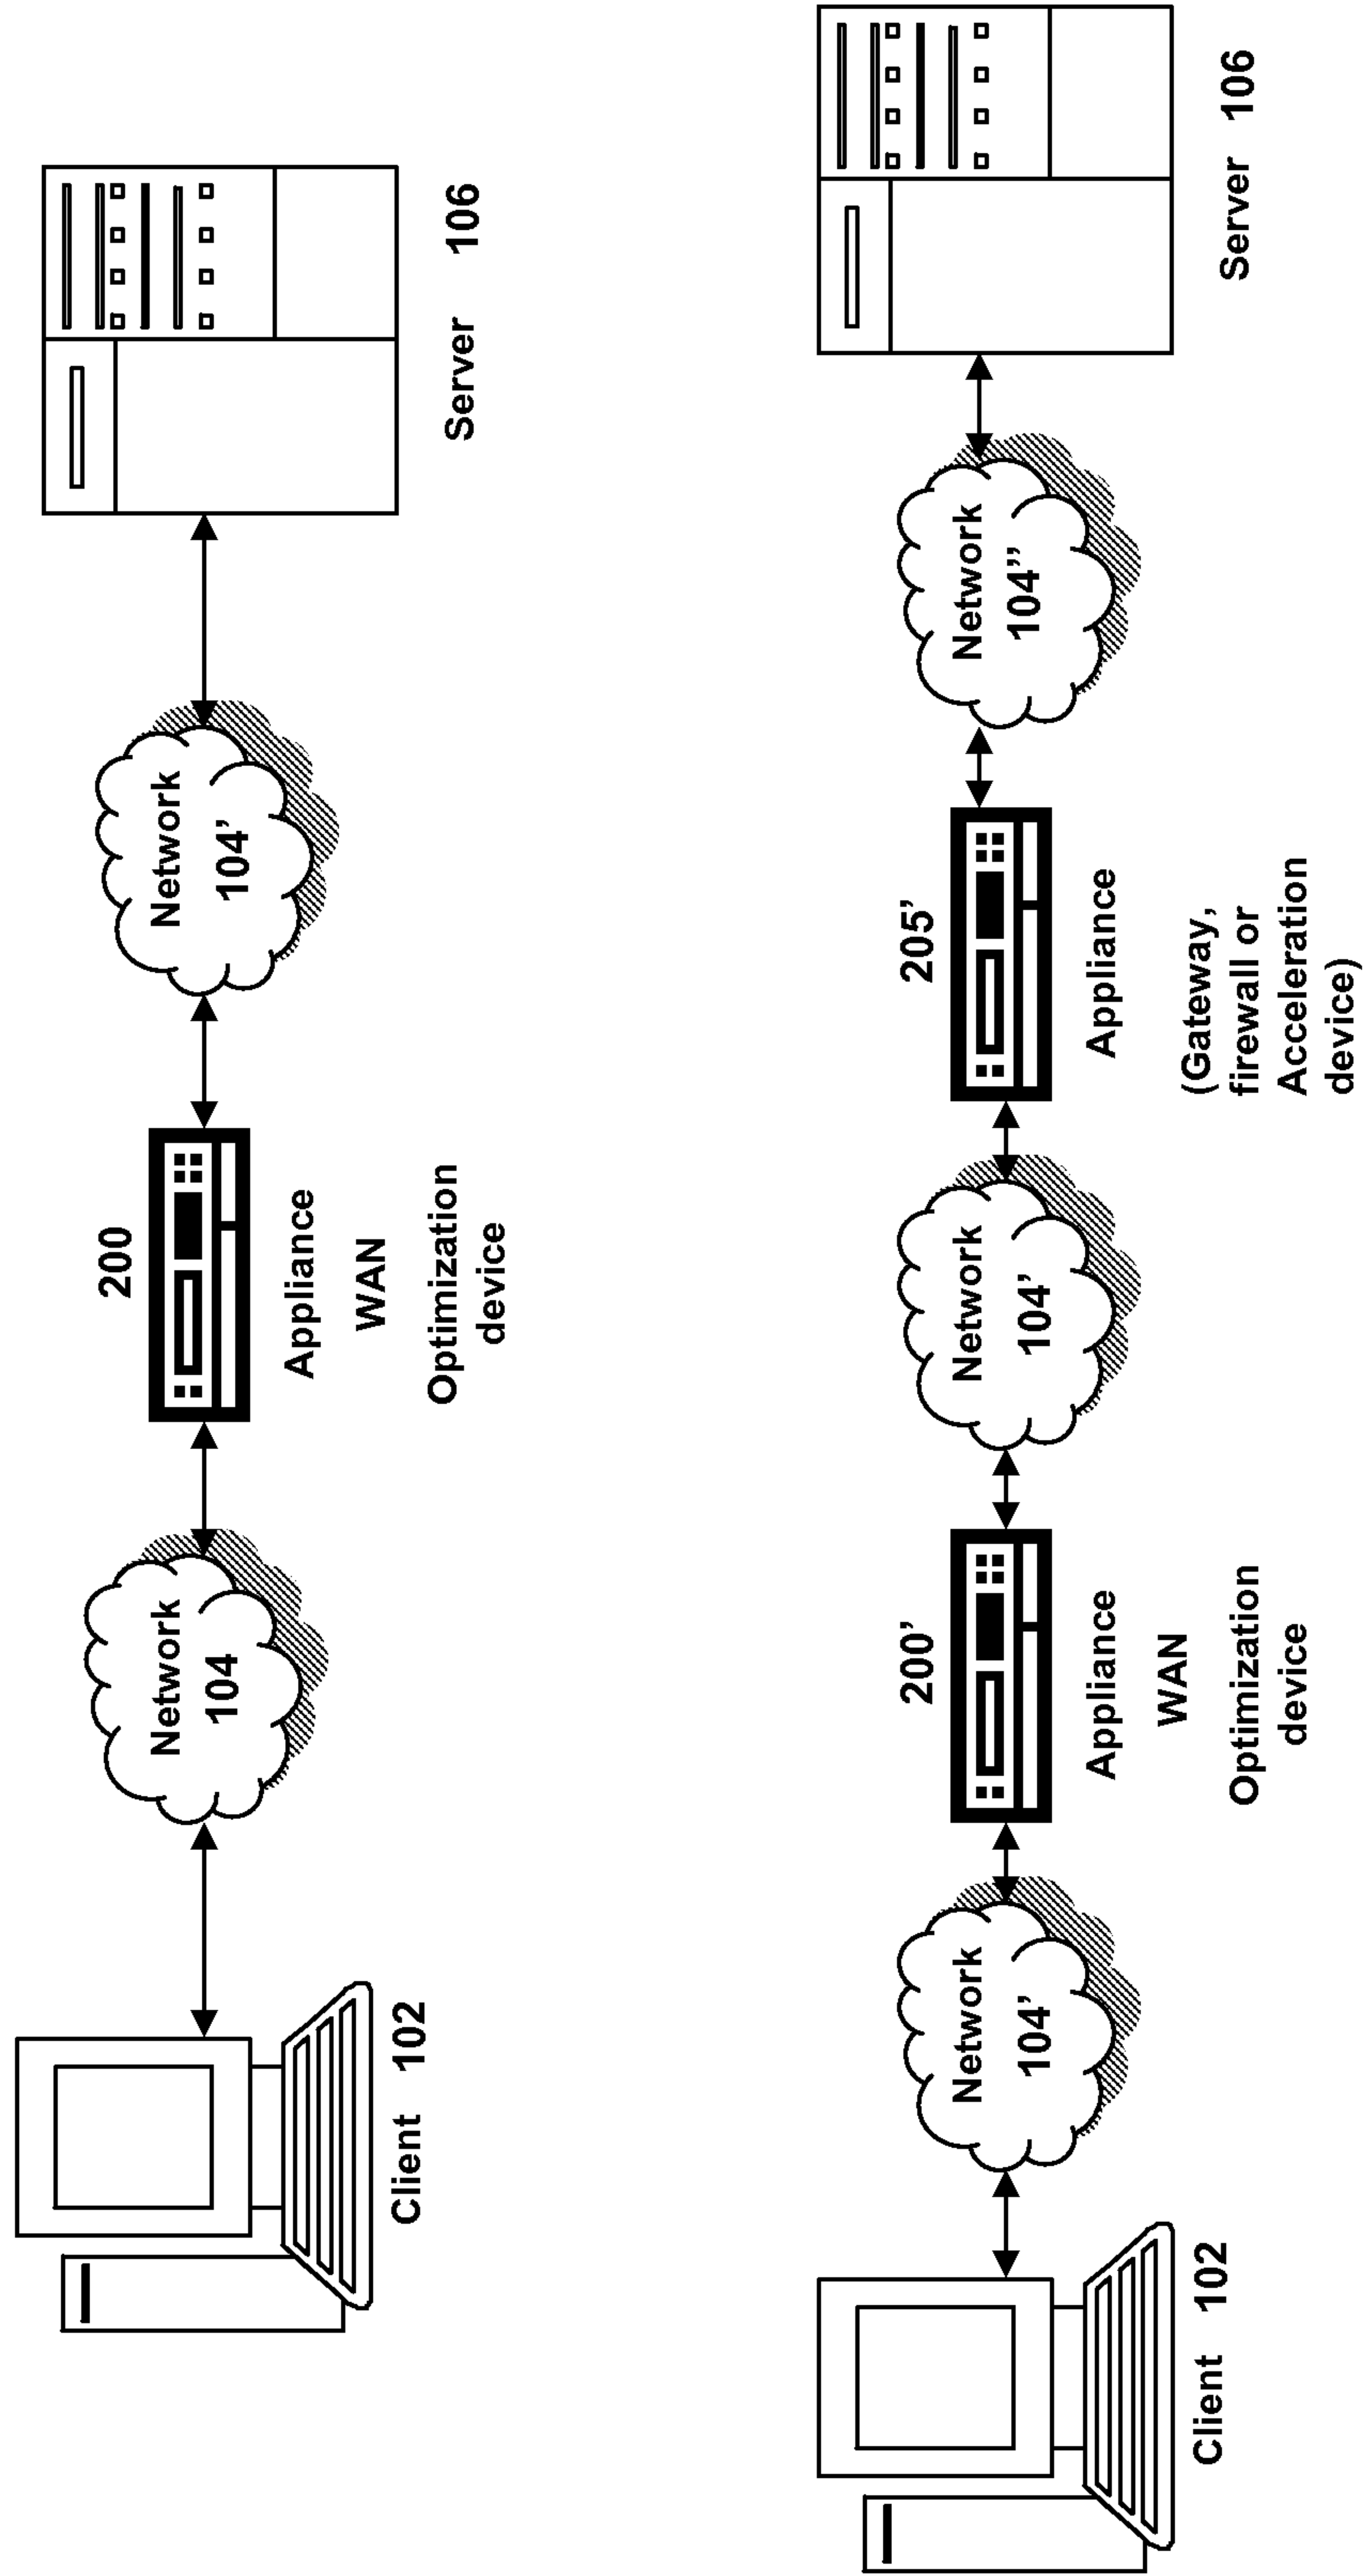 Client 102
Network
104
200
Appliance
WAN
Optimization
device
Network
104’
Server 106
Client 102
Network
104’
200’
Appliance
WAN
Optimization
device
Network
104’
205’
Appliance
(Gateway,
firewall or
Acceleration
device)
Network
104’’
Server 106